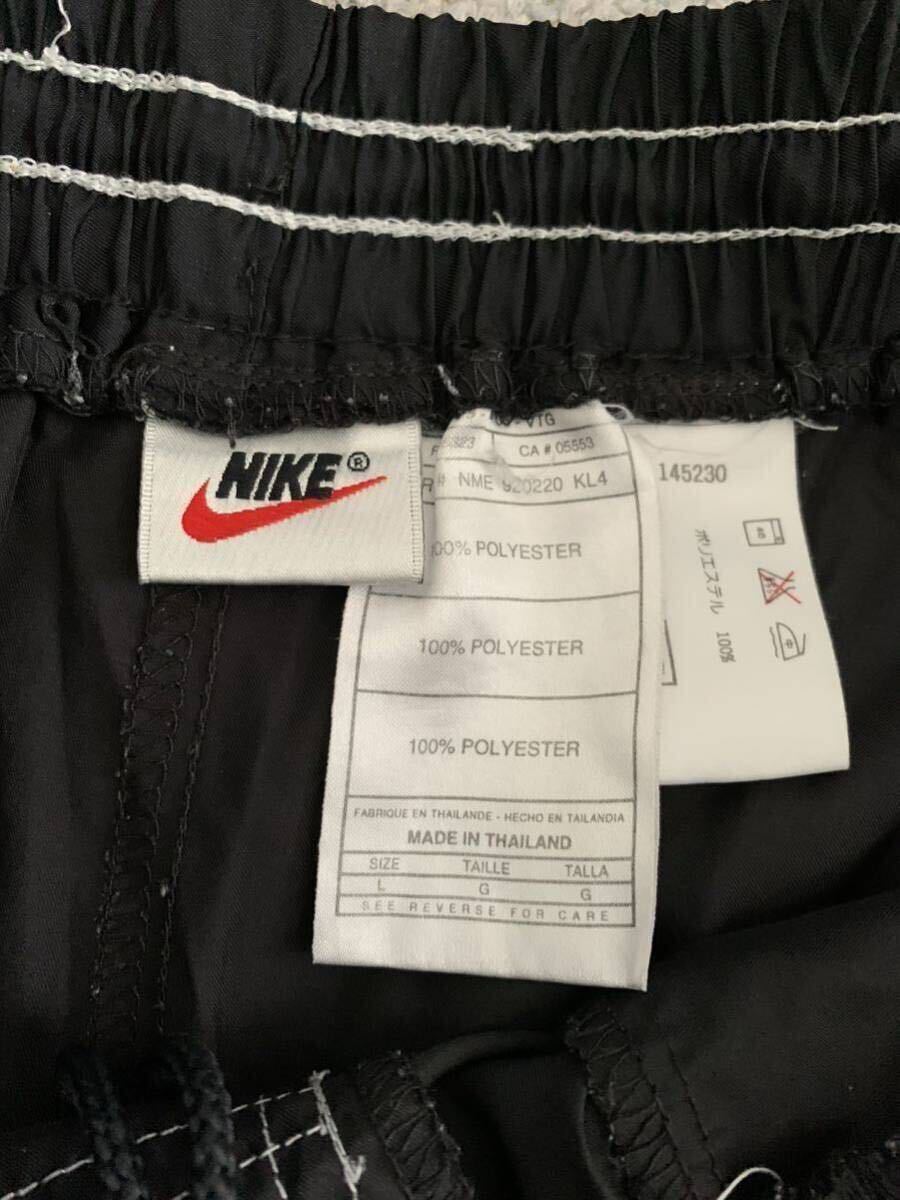 NIKE®
CA # 05553
NME 920220 KL4
100% POLYESTER
100% POLYESTER
100% POLYESTER
FABRIQUE EN THAILANDE - HECHO EN TAILANDIA
MADE IN THAILAND
SIZE TAILLE TALLA
L G G
SEE REVERSE FOR CARE
145230
40
ポリエステル 100%